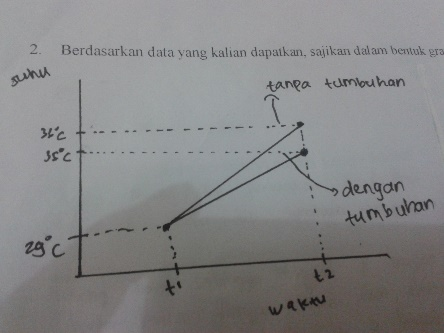 2. Berdasarkan data yang kalian dapatkan, sajikan dalam bentuk gra
suhu
tanpa tumbuhan
36°C
35°C
dengan
tumbuhan
29°C
t1
t2
waktu